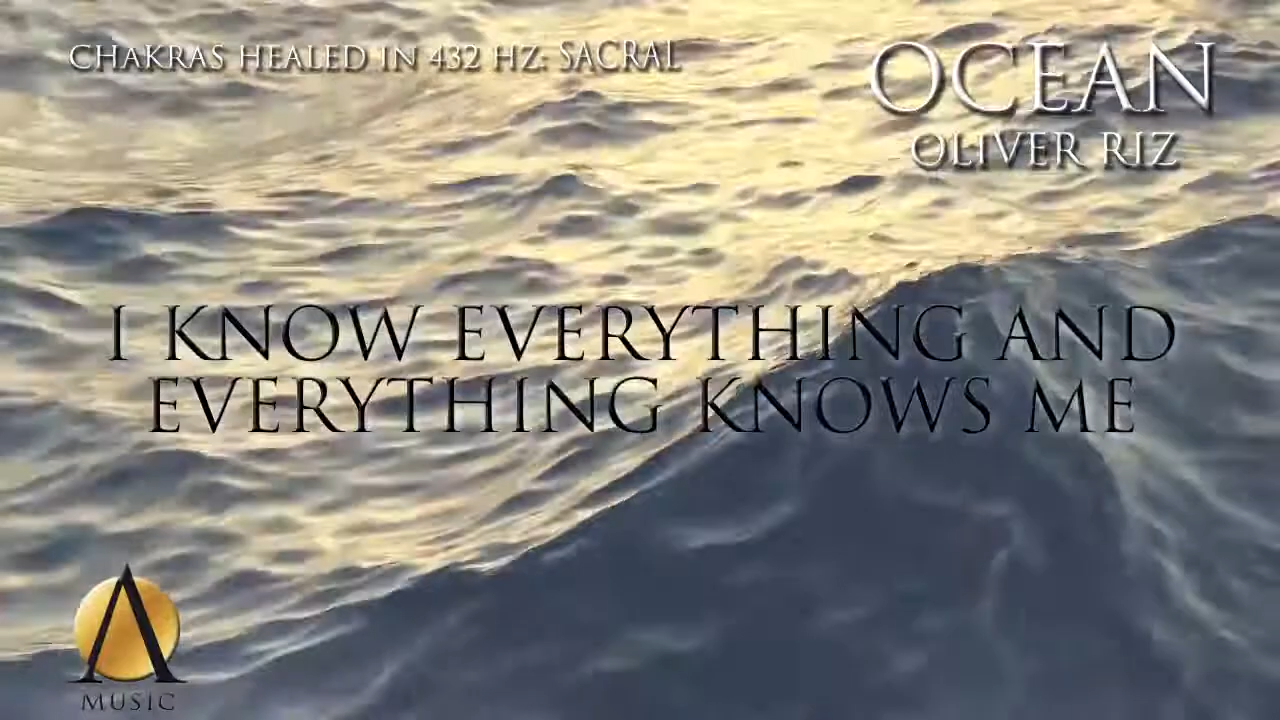 CHAKRAS HEALED IN 432 HZ: SACRAL
OCEAN
OLIVER RIZ
I KNOW EVERYTHING AND
EVERYTHING KNOWS ME
MUSIC